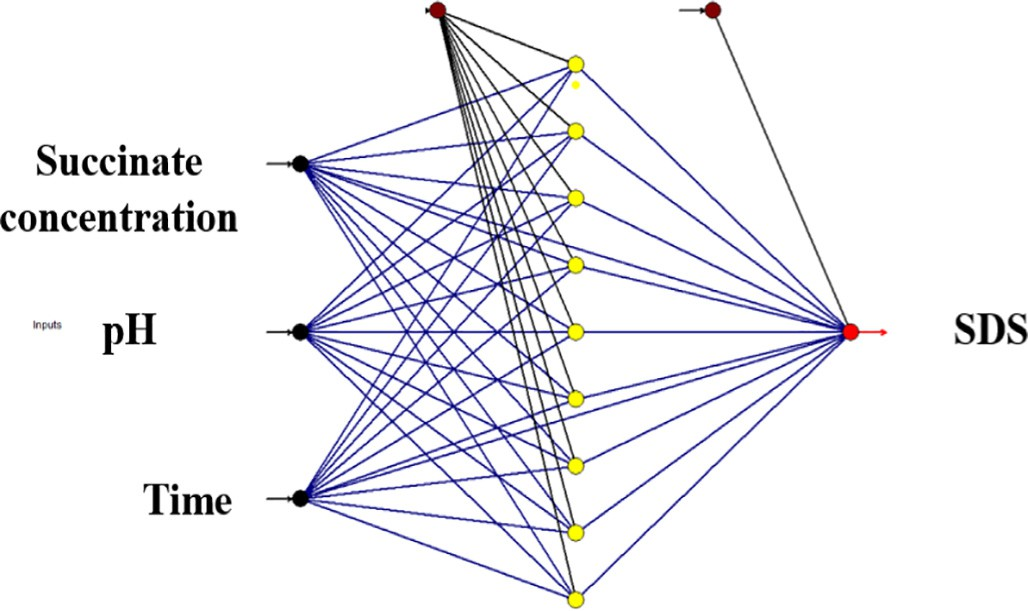 Succinate
concentration
Inputs
pH
SDS
Time